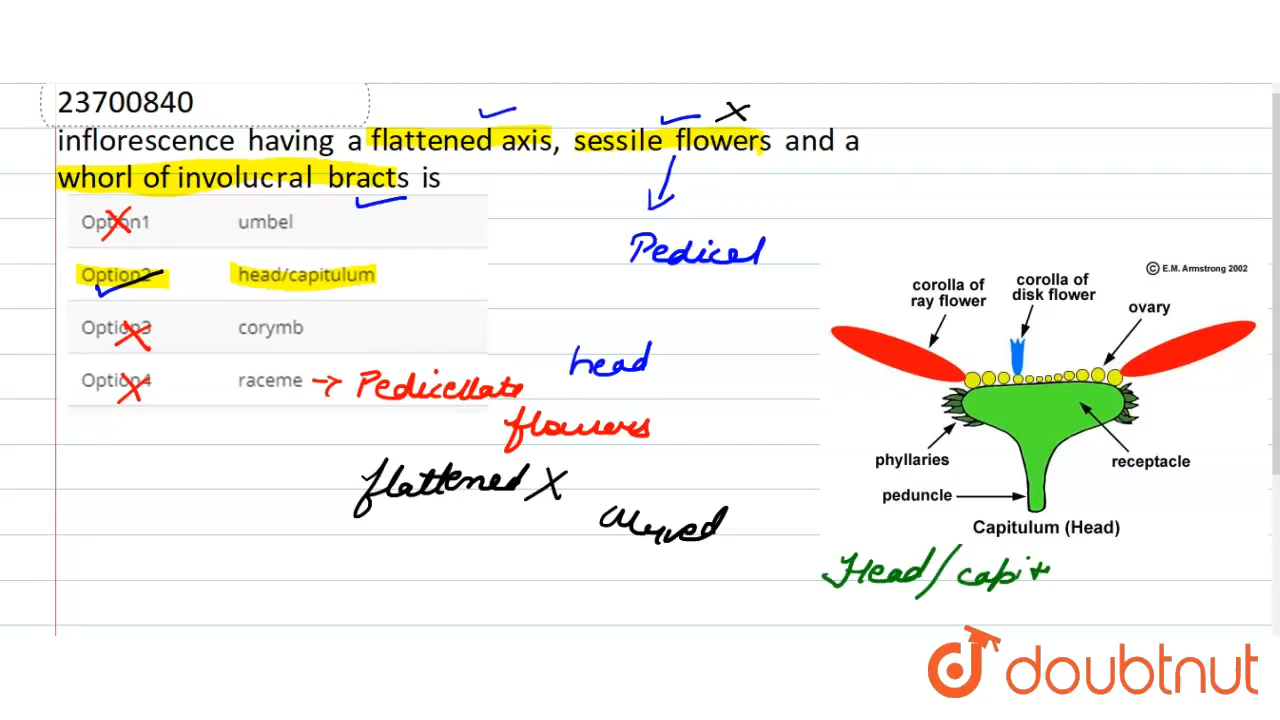 23700840
inflorescence having a flattened axis, sessile flowers and a
whorl of involucral bracts is
Option1 umbel
Option2 head/capitulum
Option3 corymb
Option4 raceme → Pedicellate
flowers
Pedicel
head
flattened X
© E.M. Armstrong 2002
corolla of
ray flower
corolla of
disk flower
ovary
phyllaries
receptacle
peduncle
Capitulum (Head)
Head/capit
doubtnut